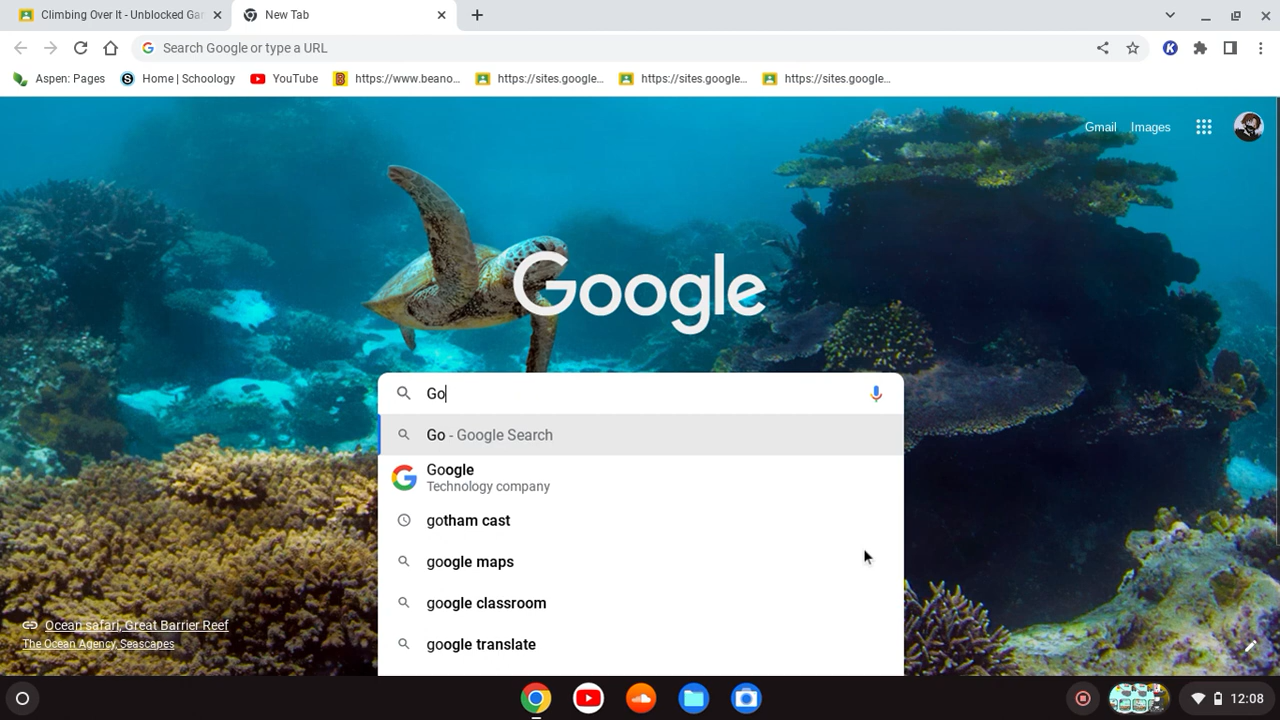 Climbing Over It - Unblocked Gar
New Tab
Search Google or type a URL
Aspen: Pages
Home | Schoology
YouTube
https://www.beano...
https://sites.google...
https://sites.google...
https://sites.google...
Gmail
Images
Google
Go
Go - Google Search
Google
Technology company
gotham cast
google maps
google classroom
google translate
Ocean safari, Great Barrier Reef
The Ocean Agency, Seascapes
12:08